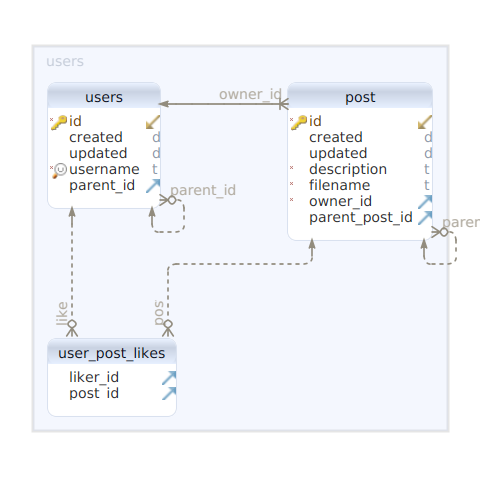 users
users
id
created d
updated d
username t
parent_id
owner_id
post
id
created d
updated d
description t
filename t
owner_id
parent_post_id
parent_id
paren
like
pos
user_post_likes
liker_id
post_id